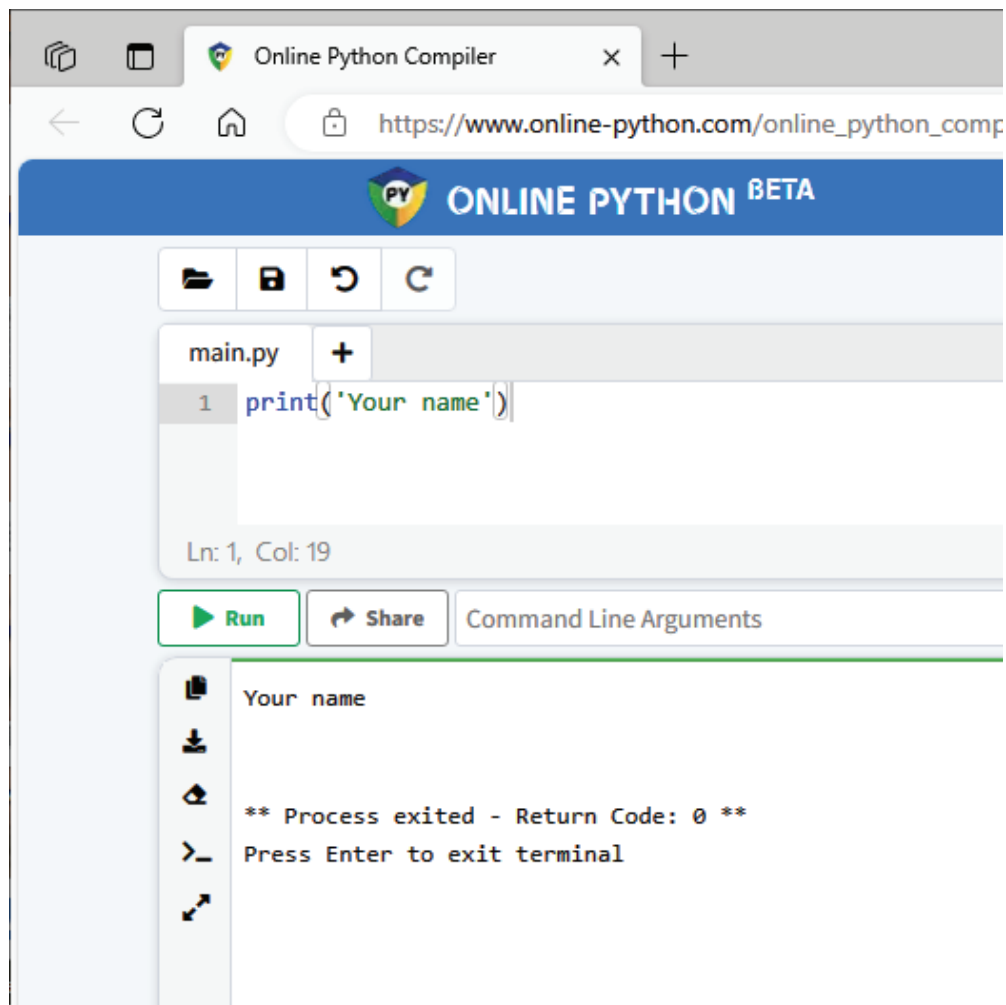 Online Python Compiler
https://www.online-python.com/online_python_comp
PY ONLINE PYTHON BETA
main.py
1 print('Your name')
Ln: 1, Col: 19
Run Share Command Line Arguments
Your name
** Process exited - Return Code: 0 **
Press Enter to exit terminal